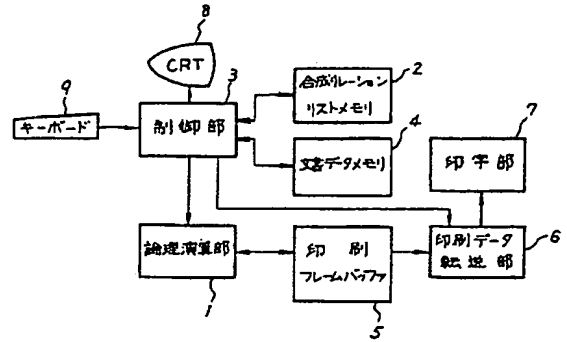 8
CRT
3
9
キーボード
制御部
合成リレーション
リストメモリ
2
文書データメモリ
4
7
印字部
論理演算部
1
印刷
フレームバッファ
5
印刷データ
転送部
6